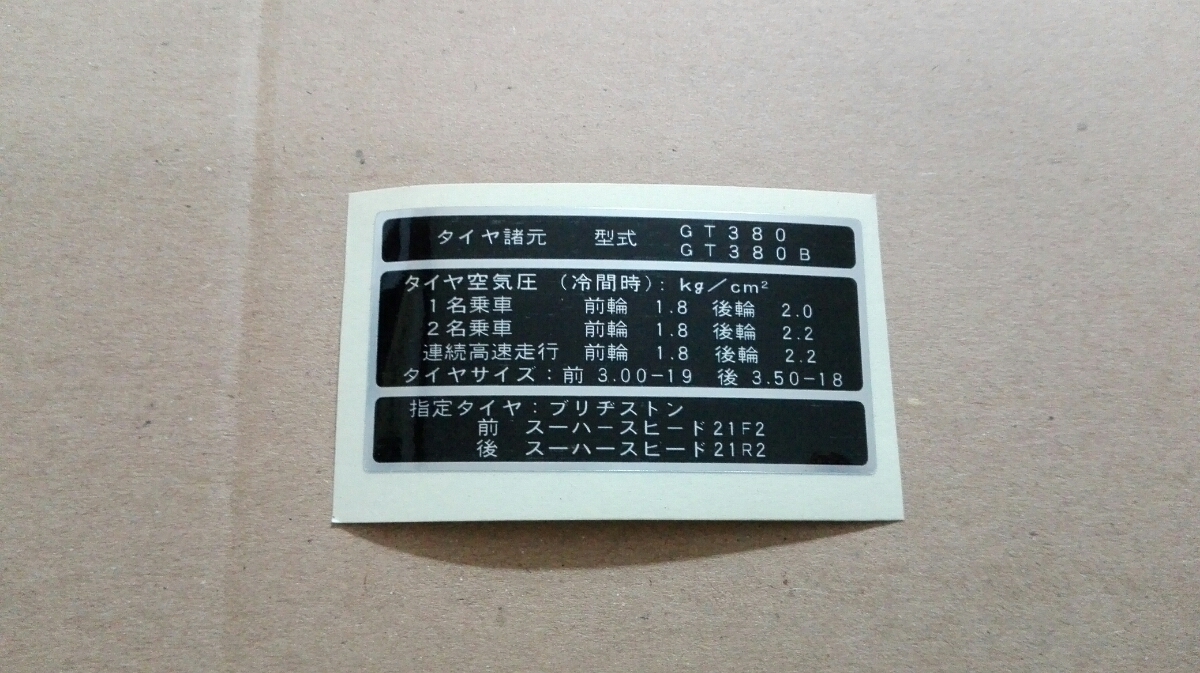 タイヤ諸元　型式　GT380
GT380B
タイヤ空気圧（冷間時）：kg／cm²
1名乗車　前輪　1.8　後輪　2.0
2名乗車　前輪　1.8　後輪　2.2
連続高速走行　前輪　1.8　後輪　2.2
タイヤサイズ：前 3.00－19　後 3.50－18
指定タイヤ：ブリヂストン
前　スーハースピード21F2
後　スーハースピード21R2